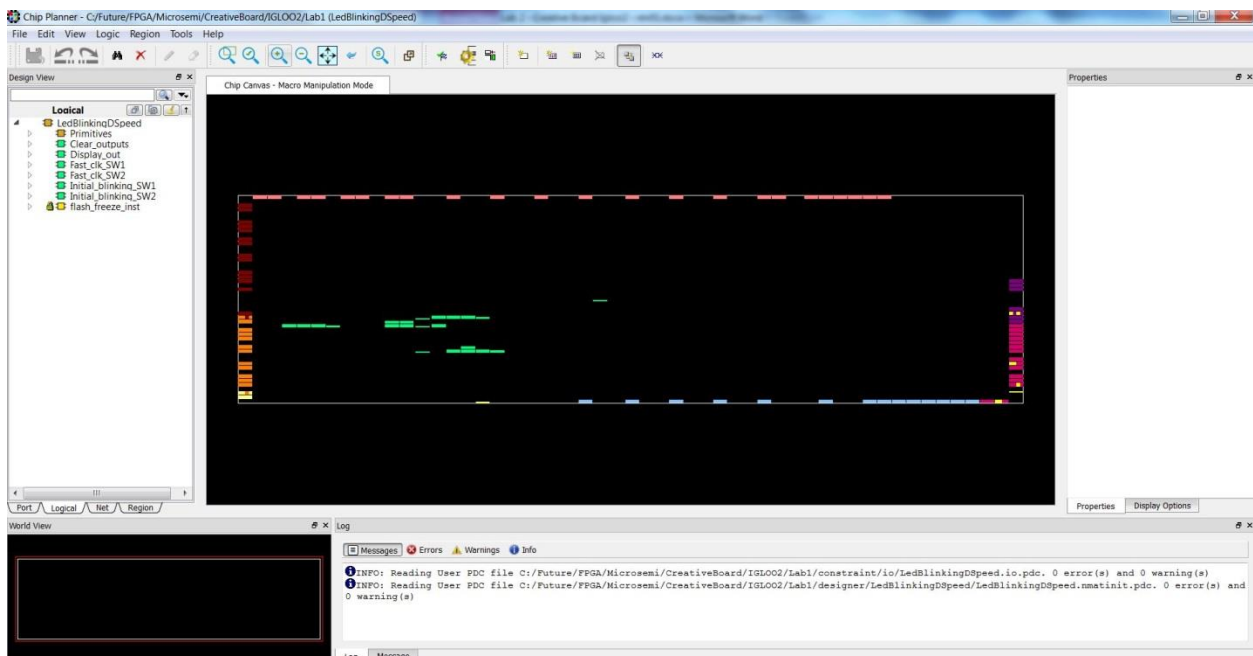 Chip Planner - C:/Future/FPGA/Microsemi/CreativeBoard/IGLOO2/Lab1 (LedBlinkingDSpeed)
File Edit View Logic Region Tools Help
Design View
Chip Canvas - Macro Manipulation Mode
Properties
Logical
LedBlinkingDSpeed
Primitives
Clear_outputs
Display_out
Fast_clk_SW1
Fast_clk_SW2
Initial_blinking_SW1
Initial_blinking_SW2
flash_freeze_inst
Port Logical Net Region
Properties Display Options
World View
Log
Messages Errors Warnings Info
INFO: Reading User PDC file C:/Future/FPGA/Microsemi/CreativeBoard/IGLOO2/Lab1/constraint/io/LedBlinkingDSpeed.io.pdc. 0 error(s) and 0 warning(s)
INFO: Reading User PDC file C:/Future/FPGA/Microsemi/CreativeBoard/IGLOO2/Lab1/designer/LedBlinkingDSpeed/LedBlinkingDSpeed.nmatinit.pdc. 0 error(s) and
0 warning(s)
Log Message